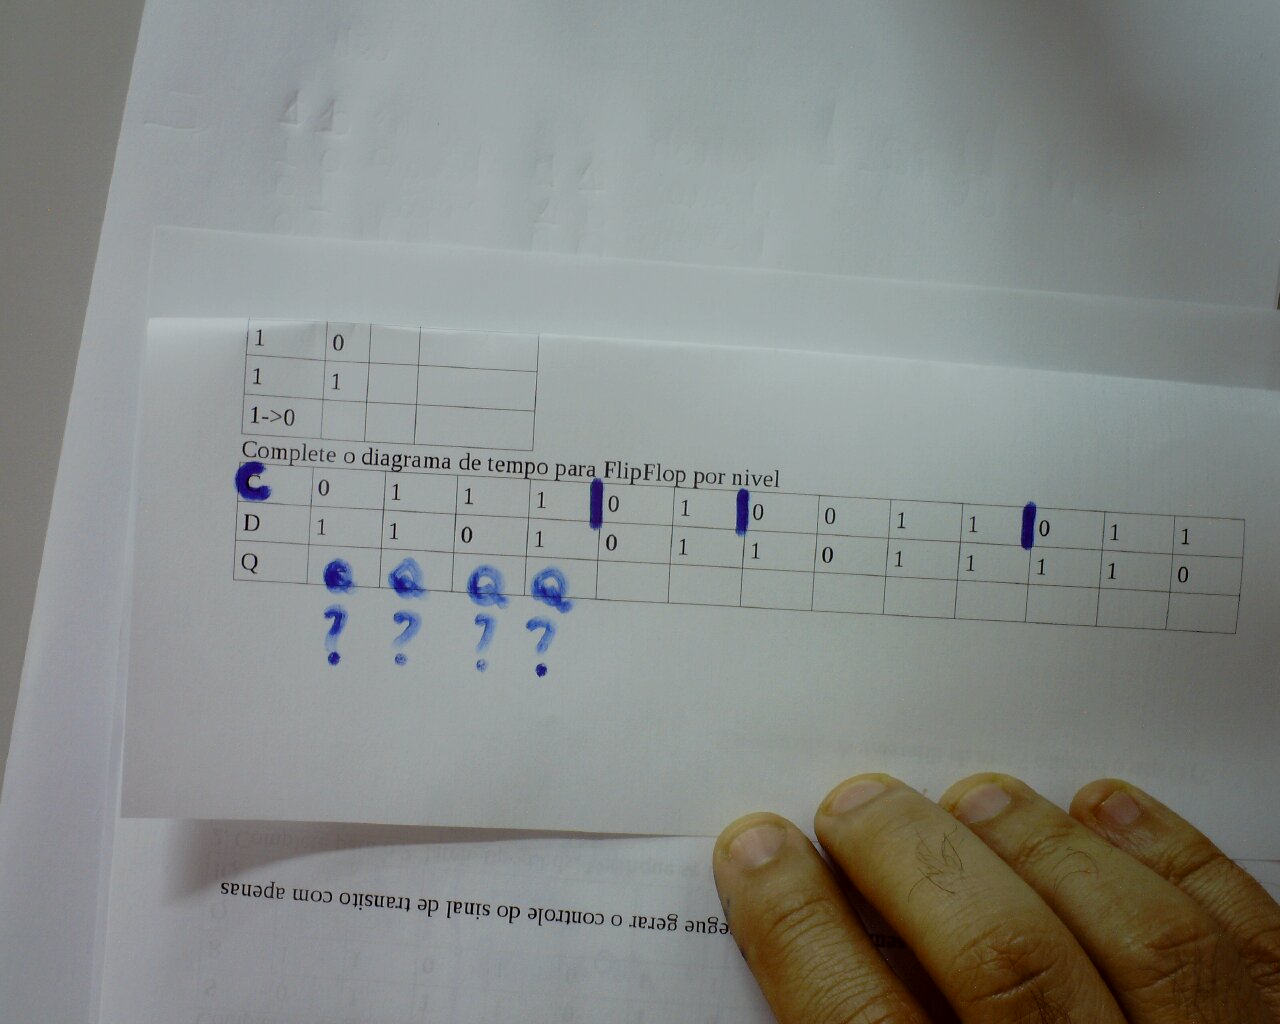 1 0
1 1
1->0
Complete o diagrama de tempo para FlipFlop por nivel
C 0 1 1 1 0 1 0 0 1 1 0 1 1
D 1 1 0 1 0 1 1 0 1 1 1 1 0
Q Q Q Q Q
? ? ? ?
egue gerar o controle do sinal de transito com apenas